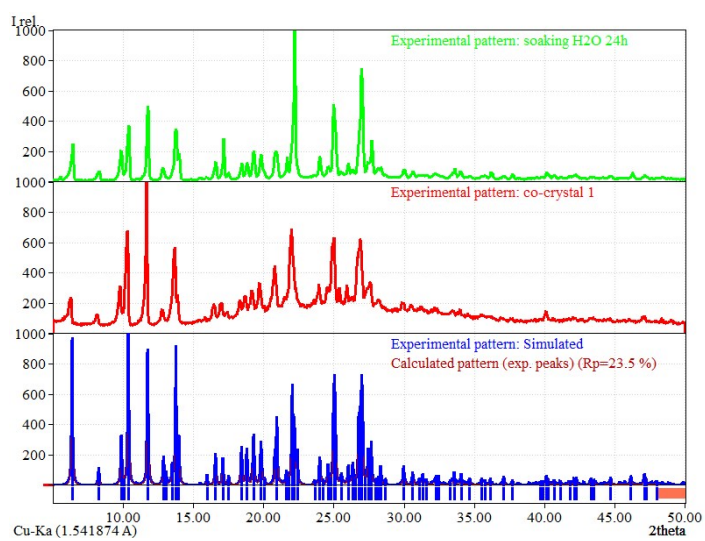 I rel.
1000
Experimental pattern: soaking H2O 24h
800
600
400
200
1000
Experimental pattern: co-crystal 1
800
600
400
200
1000
Experimental pattern: Simulated
Calculated pattern (exp. peaks) (Rp=23.5 %)
800
600
400
200
10.00 15.00 20.00 25.00 30.00 35.00 40.00 45.00 50.00
Cu-Ka (1.541874 A) 2theta